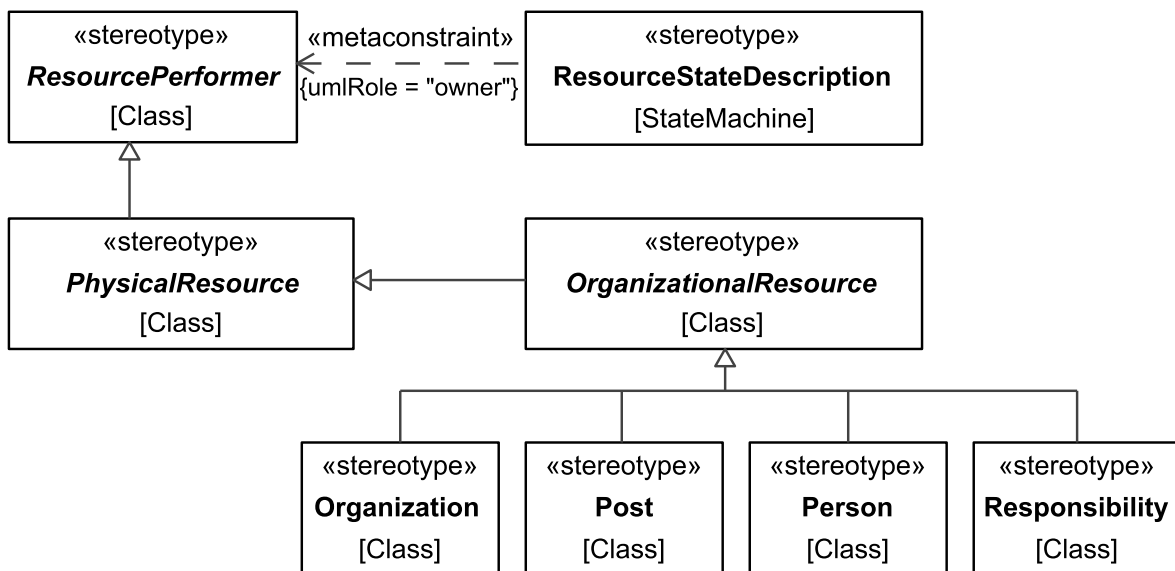 «stereotype»
ResourcePerformer
[Class]
«metaconstraint»
{umlRole = "owner"}
«stereotype»
ResourceStateDescription
[StateMachine]
«stereotype»
PhysicalResource
[Class]
«stereotype»
OrganizationalResource
[Class]
«stereotype»
Organization
[Class]
«stereotype»
Post
[Class]
«stereotype»
Person
[Class]
«stereotype»
Responsibility
[Class]